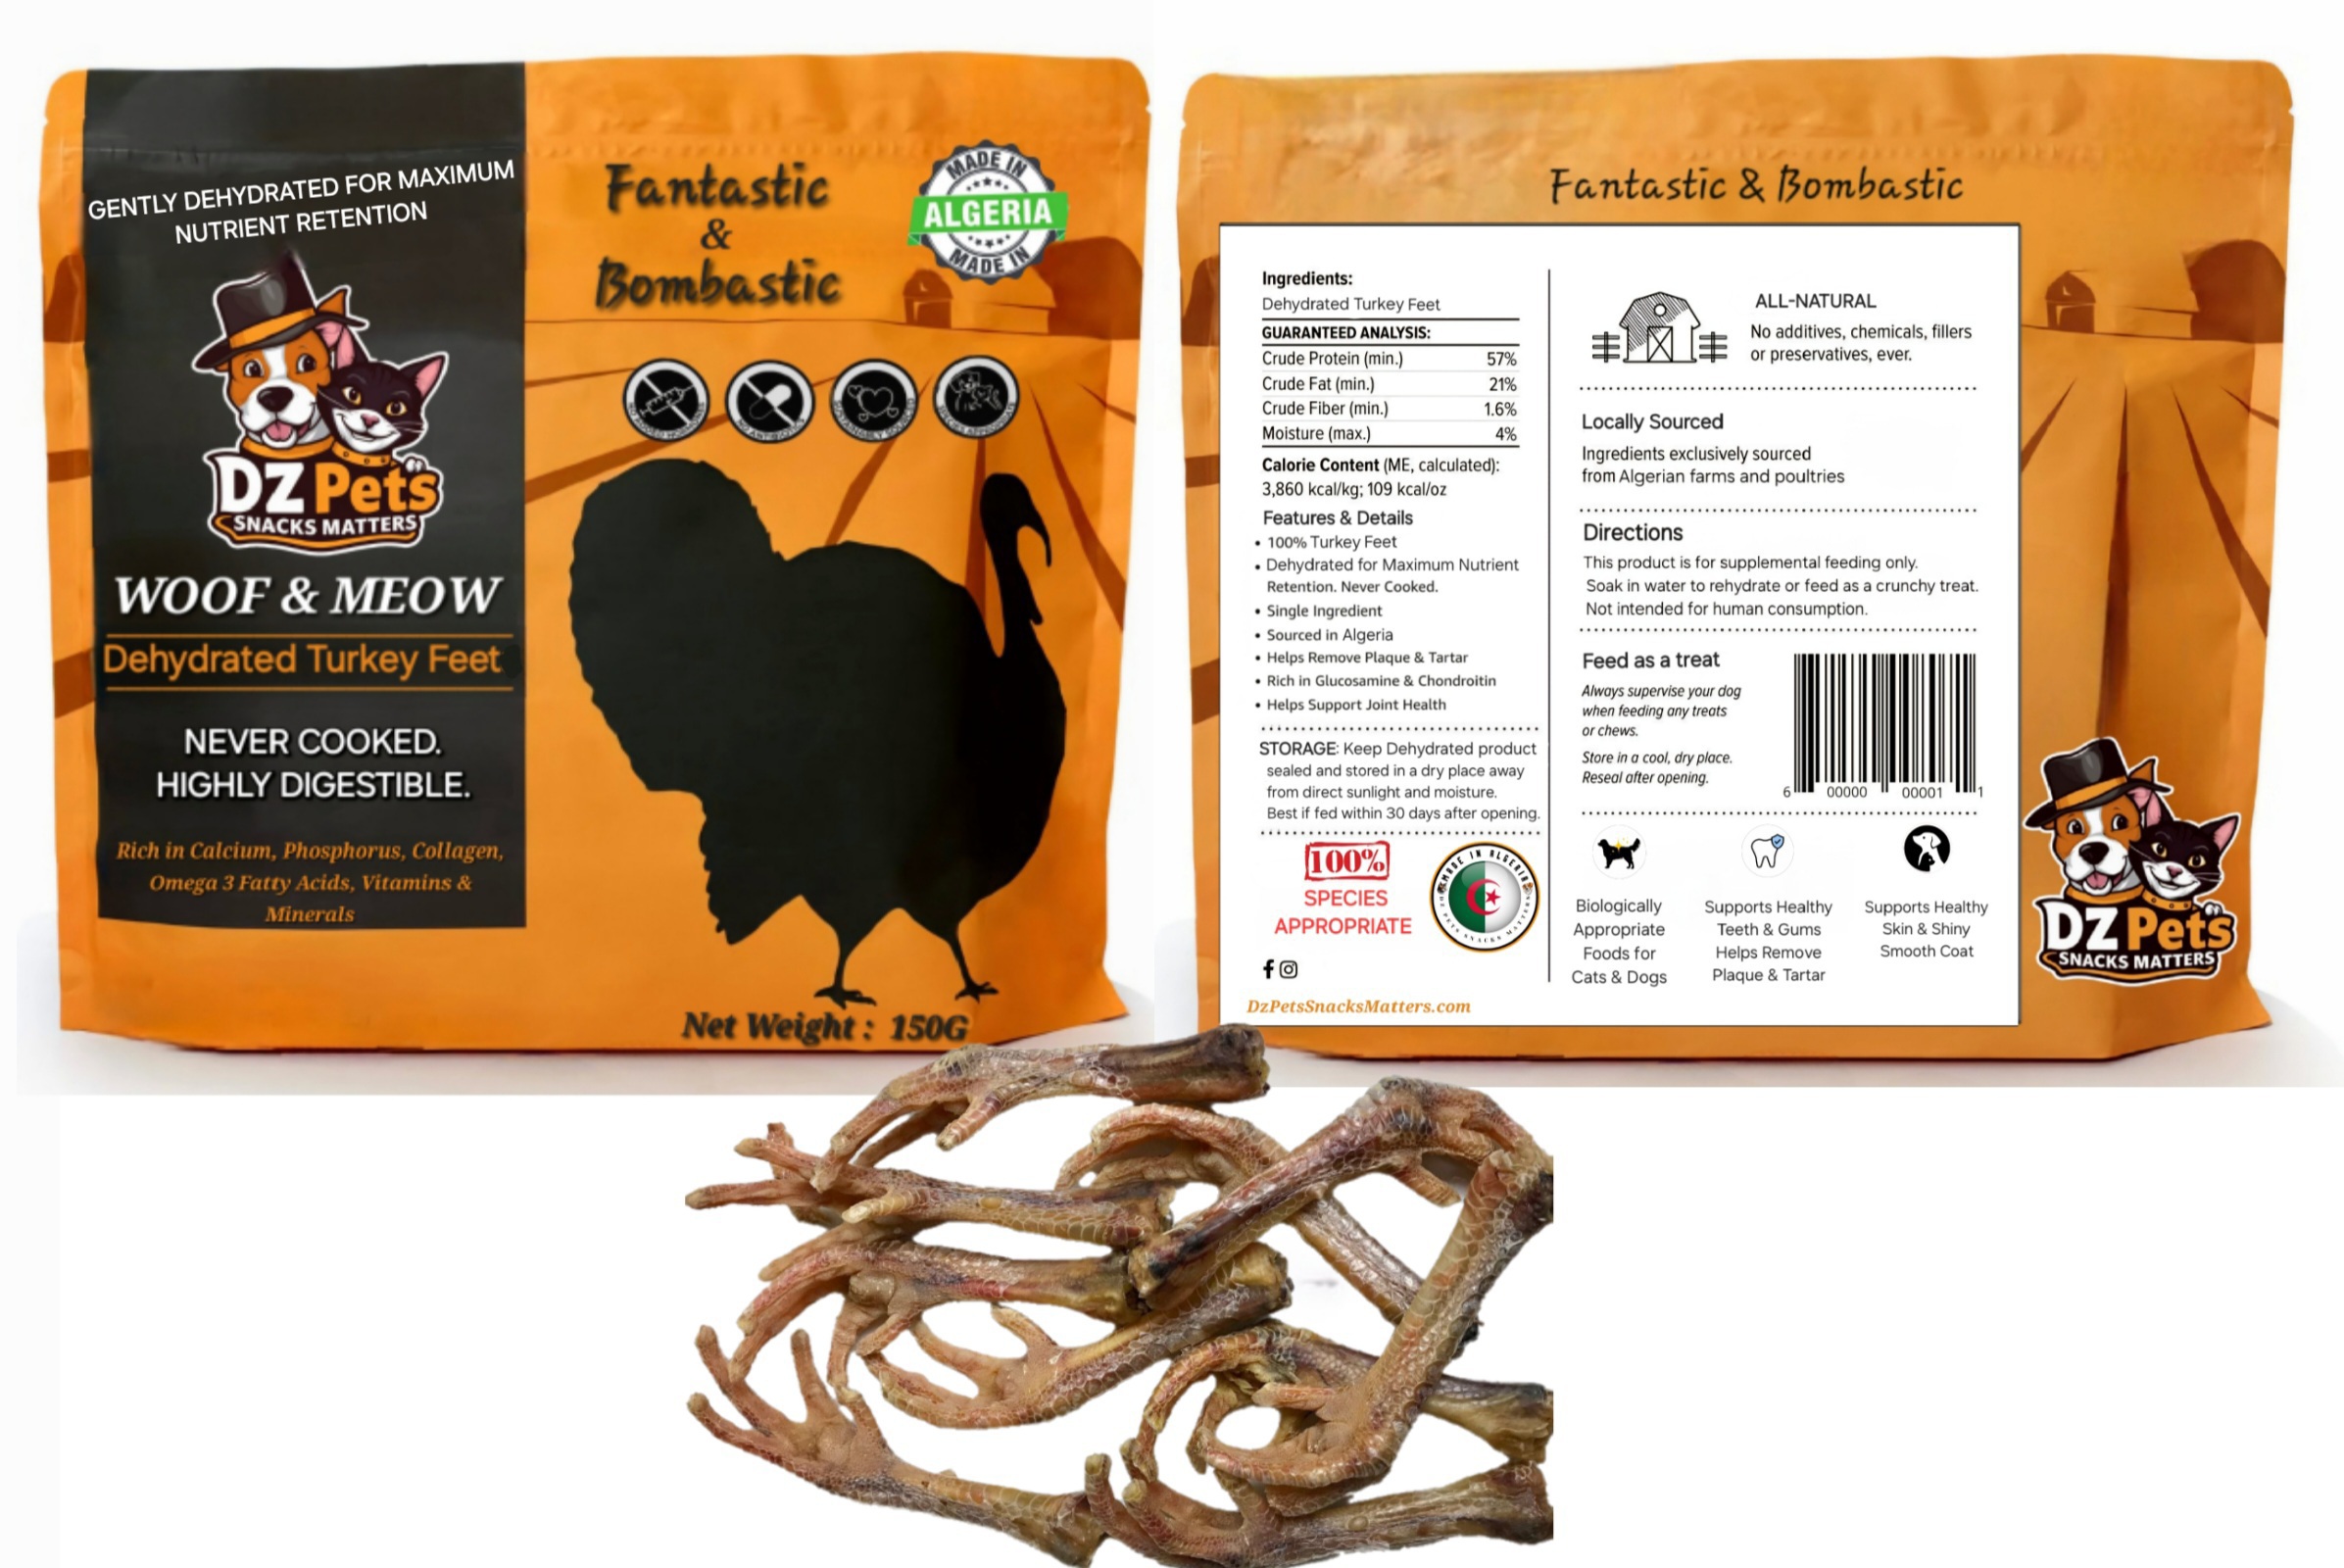 GENTLY DEHYDRATED FOR MAXIMUM
NUTRIENT RETENTION
DZ Pets
SNACKS MATTERS
WOOF & MEOW
Dehydrated Turkey Feet
NEVER COOKED.
HIGHLY DIGESTIBLE.
Rich in Calcium, Phosphorus, Collagen,
Omega 3 Fatty Acids, Vitamins &
Minerals
Fantastic
&
Bombastic
MADE IN
ALGERIA
MADE IN
Net Weight : 150G
Fantastic & Bombastic
Ingredients:
Dehydrated Turkey Feet
GUARANTEED ANALYSIS:
Crude Protein (min.) 57%
Crude Fat (min.) 21%
Crude Fiber (min.) 1.6%
Moisture (max.) 4%
Calorie Content (ME, calculated):
3,860 kcal/kg; 109 kcal/oz
Features & Details
• 100% Turkey Feet
• Dehydrated for Maximum Nutrient
Retention. Never Cooked.
• Single Ingredient
• Sourced in Algeria
• Helps Remove Plaque & Tartar
• Rich in Glucosamine & Chondroitin
• Helps Support Joint Health
STORAGE: Keep Dehydrated product
sealed and stored in a dry place away
from direct sunlight and moisture.
Best if fed within 30 days after opening.
100%
SPECIES
APPROPRIATE
MADE IN ALGERIA
DzPetsSnacksMatters.com
ALL-NATURAL
No additives, chemicals, fillers
or preservatives, ever.
Locally Sourced
Ingredients exclusively sourced
from Algerian farms and poultries
Directions
This product is for supplemental feeding only.
Soak in water to rehydrate or feed as a crunchy treat.
Not intended for human consumption.
Feed as a treat
Always supervise your dog
when feeding any treats
or chews.
Store in a cool, dry place.
Reseal after opening.
6 00000 00001 1
Biologically
Appropriate
Foods for
Cats & Dogs
Supports Healthy
Teeth & Gums
Helps Remove
Plaque & Tartar
Supports Healthy
Skin & Shiny
Smooth Coat
DZ Pets
SNACKS MATTERS